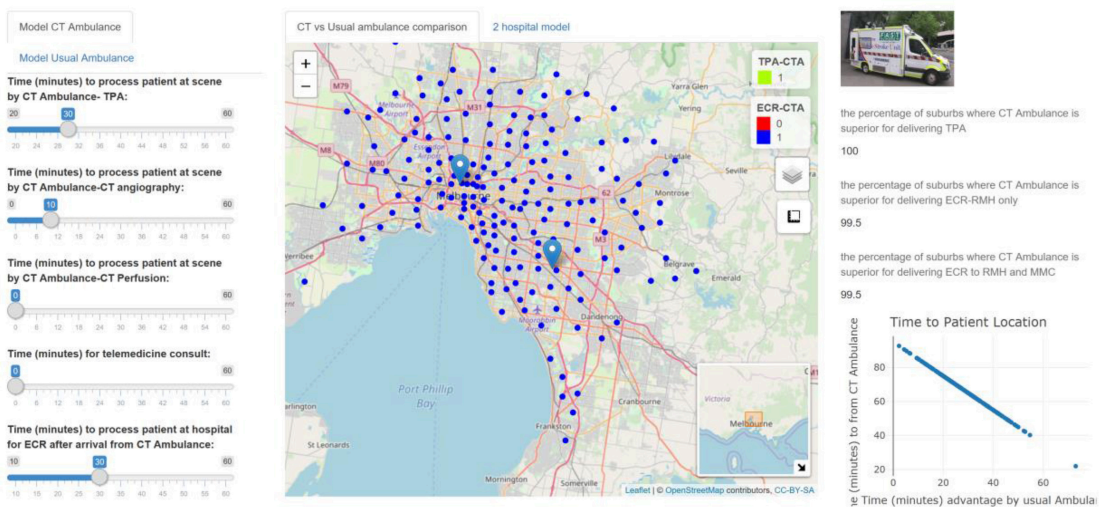 Model CT Ambulance
Model Usual Ambulance
Time (minutes) to process patient at scene
by CT Ambulance- TPA:
20 30 60
20 24 28 32 36 40 44 48 52 56 60
Time (minutes) to process patient at scene
by CT Ambulance-CT angiography:
0 10 60
0 6 12 18 24 30 36 42 48 54 60
Time (minutes) to process patient at scene
by CT Ambulance-CT Perfusion:
0 60
0 6 12 18 24 30 36 42 48 54 60
Time (minutes) for telemedicine consult:
0 60
0 6 12 18 24 30 36 42 48 54 60
Time (minutes) to process patient at hospital
for ECR after arrival from CT Ambulance:
10 30 60
10 15 20 25 30 35 40 45 50 55 60
CT vs Usual ambulance comparison
2 hospital model
+
−
M79
Melbourne
Airport
M31
Yarra Glen
Yering
Essendon
Airport
M8
M80
Lilydale
Seville
Melbourne
62
Montrose
M3
Werribee
Belgrave
Emerald
Moorabbin
Airport
Dandenong
Port Phillip
Bay
Cranbourne
Frankston
St Leonards
Mornington
Somerville
TPA-CTA
1
ECR-CTA
0
1
Victoria
Melbourne
Leaflet | © OpenStreetMap contributors, CC-BY-SA
the percentage of suburbs where CT Ambulance is
superior for delivering TPA
100
the percentage of suburbs where CT Ambulance is
superior for delivering ECR-RMH only
99.5
the percentage of suburbs where CT Ambulance is
superior for delivering ECR to RMH and MMC
99.5
Time to Patient Location
(minutes) to from CT Ambulance
80
60
40
20
0 20 40 60
Time (minutes) advantage by usual